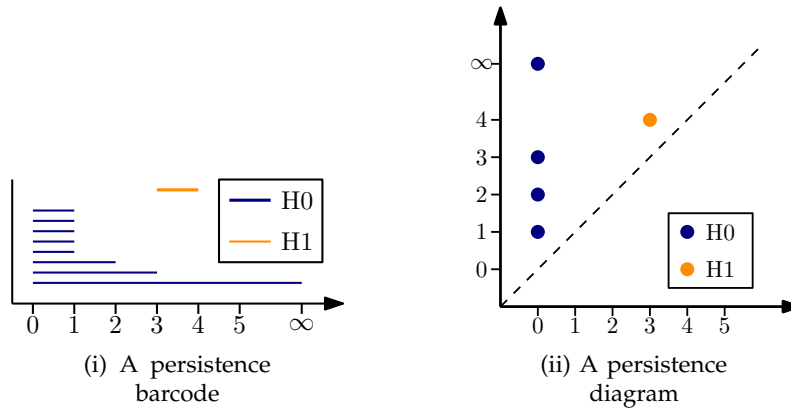 H0
H1
0 1 2 3 4 5 ∞
(i) A persistence
barcode
∞
4
3
2
1
0
H0
H1
0 1 2 3 4 5
(ii) A persistence
diagram